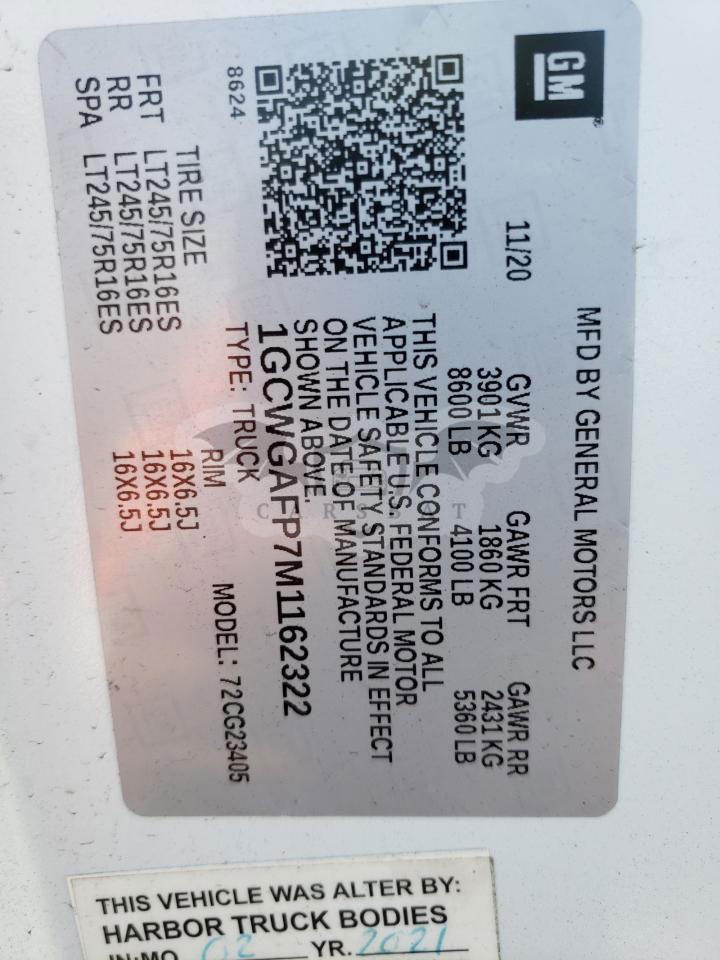 GM
MFD BY GENERAL MOTORS LLC
11/20 GVWR GAWR FRT GAWR RR
3901 KG 1860 KG 2431 KG
8600 LB 4100 LB 5360 LB
THIS VEHICLE CONFORMS TO ALL
APPLICABLE U.S. FEDERAL MOTOR
VEHICLE SAFETY STANDARDS IN EFFECT
ON THE DATE OF MANUFACTURE
SHOWN ABOVE.
1GCWGAFP7M1162322
TYPE: TRUCK MODEL: 72CG23405
8624
TIRE SIZE RIM
FRT LT245/75R16ES 16X6.5J
RR LT245/75R16ES 16X6.5J
SPA LT245/75R16ES 16X6.5J
THIS VEHICLE WAS ALTER BY:
HARBOR TRUCK BODIES
IN:MO. 02 YR. 2021